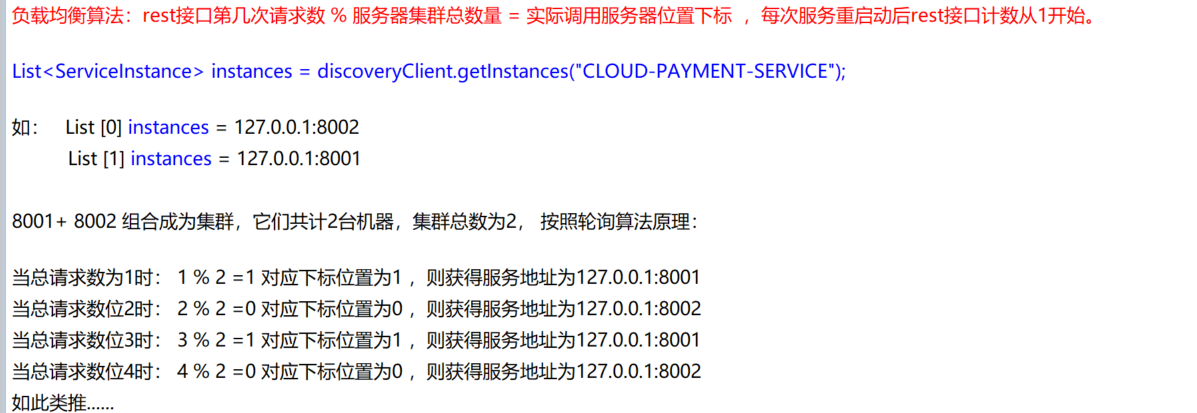 负载均衡算法：rest接口第几次请求数 % 服务器集群总数量 = 实际调用服务器位置下标 ，每次服务重启动后rest接口计数从1开始。
List<ServiceInstance> instances = discoveryClient.getInstances("CLOUD-PAYMENT-SERVICE");
如： List [0] instances = 127.0.0.1:8002
List [1] instances = 127.0.0.1:8001
8001+ 8002 组合成为集群，它们共计2台机器，集群总数为2， 按照轮询算法原理：
当总请求数为1时： 1 % 2 =1 对应下标位置为1 ，则获得服务地址为127.0.0.1:8001
当总请求数位2时： 2 % 2 =0 对应下标位置为0 ，则获得服务地址为127.0.0.1:8002
当总请求数位3时： 3 % 2 =1 对应下标位置为1 ，则获得服务地址为127.0.0.1:8001
当总请求数位4时： 4 % 2 =0 对应下标位置为0 ，则获得服务地址为127.0.0.1:8002
如此类推......